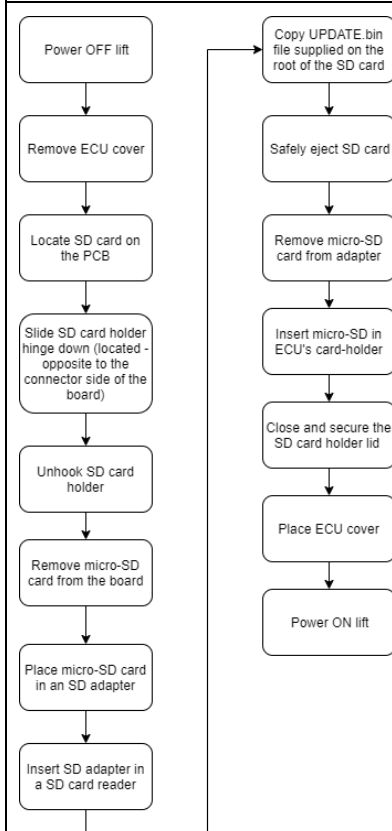 Power OFF lift
Remove ECU cover
Locate SD card on
the PCB
Slide SD card holder
hinge down (located -
opposite to the
connector side of the
board)
Unhook SD card
holder
Remove micro-SD
card from the board
Place micro-SD card
in an SD adapter
Insert SD adapter in
a SD card reader
Copy UPDATE.bin
file supplied on the
root of the SD card
Safely eject SD card
Remove micro-SD
card from adapter
Insert micro-SD in
ECU's card-holder
Close and secure the
SD card holder lid
Place ECU cover
Power ON lift